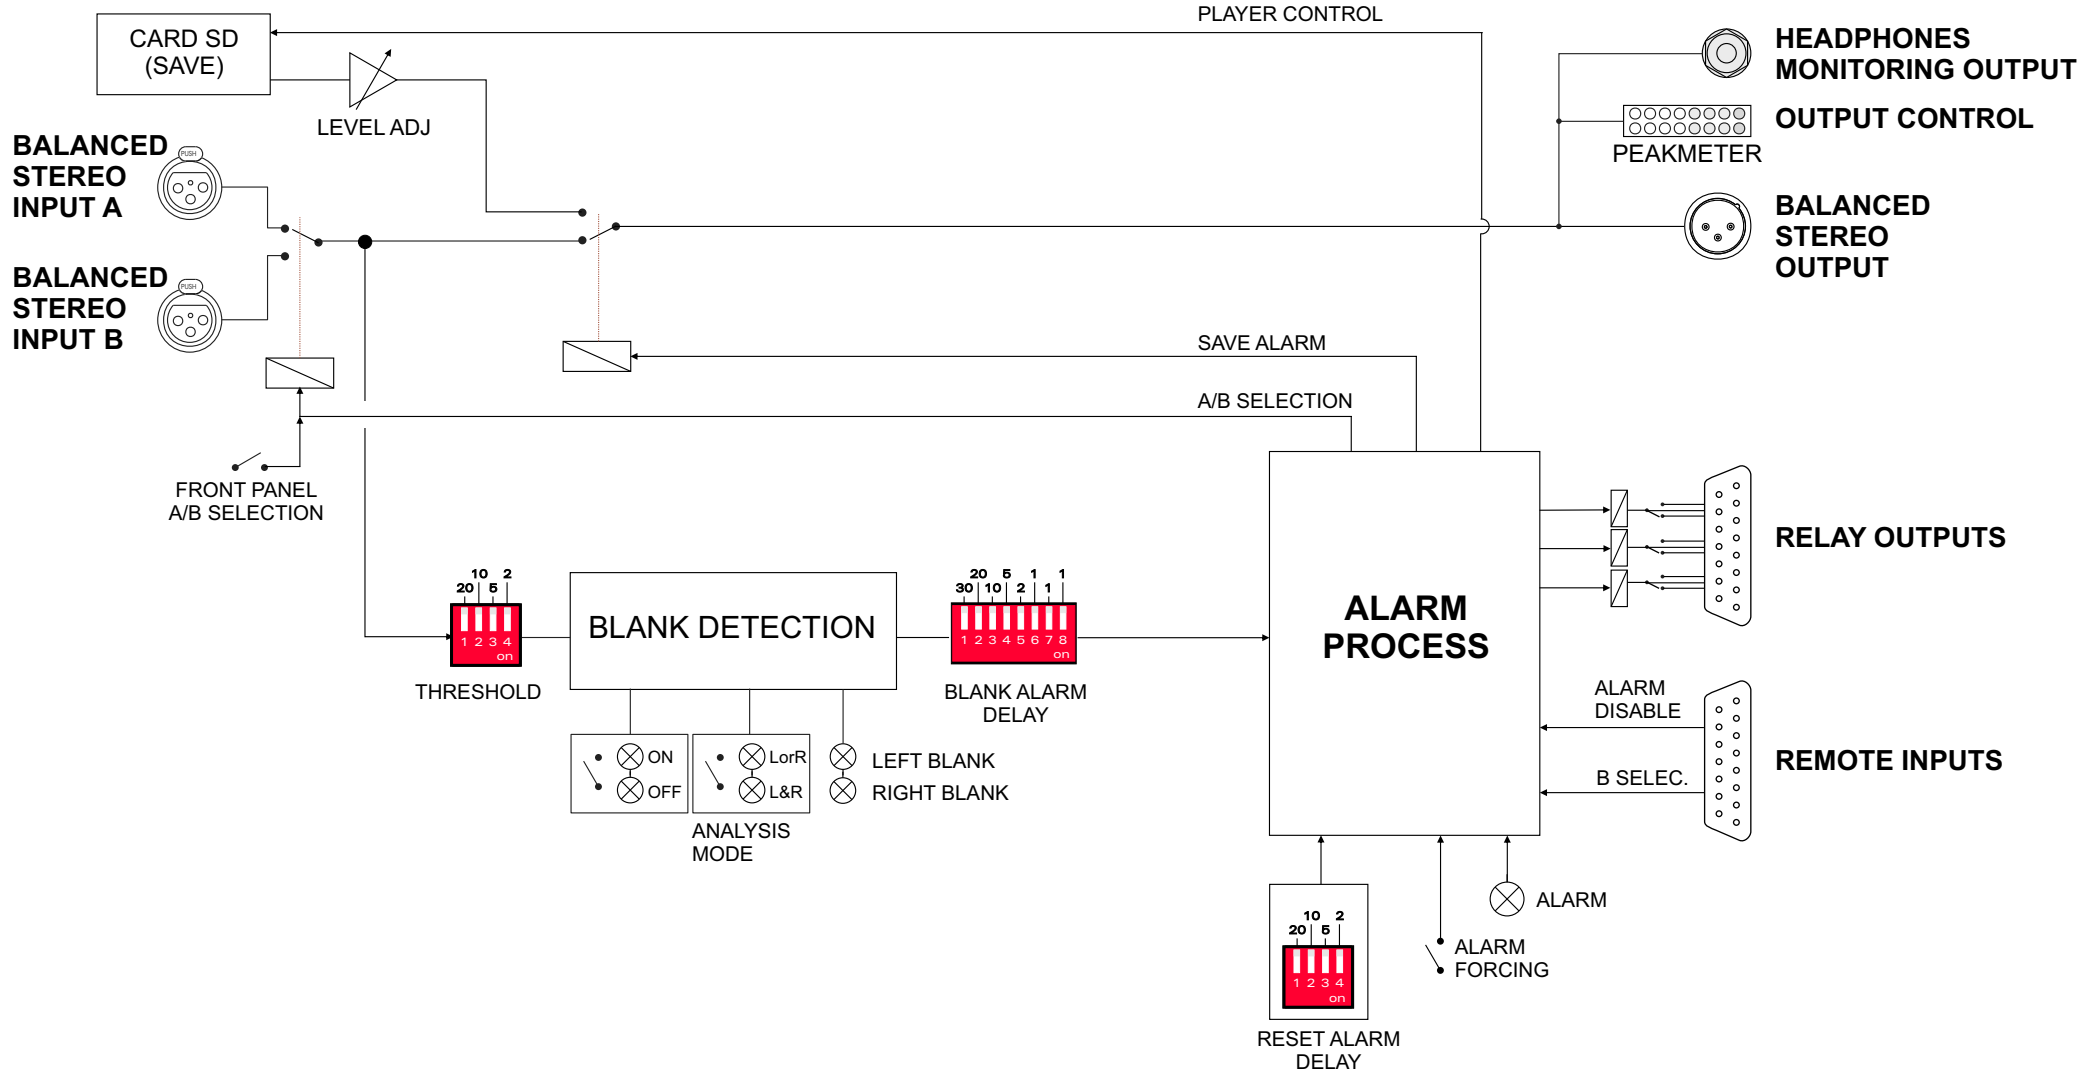 PLAYER CONTROL
CARD SD
(SAVE)
LEVEL ADJ
HEADPHONES
MONITORING OUTPUT
OUTPUT CONTROL
PEAKMETER
BALANCED
STEREO
INPUT A
PUSH
BALANCED
STEREO
OUTPUT
BALANCED
STEREO
INPUT B
PUSH
SAVE ALARM
A/B SELECTION
FRONT PANEL
A/B SELECTION
RELAY OUTPUTS
10 2
20 5
1 2 3 4
on
THRESHOLD
BLANK DETECTION
20 5 1 1
30 10 2 1
1 2 3 4 5 6 7 8
on
BLANK ALARM
DELAY
ALARM
PROCESS
ALARM
DISABLE
B SELEC.
REMOTE INPUTS
ON
OFF
LorR
L&R
ANALYSIS
MODE
LEFT BLANK
RIGHT BLANK
ALARM
ALARM
FORCING
10 2
20 5
1 2 3 4
on
RESET ALARM
DELAY